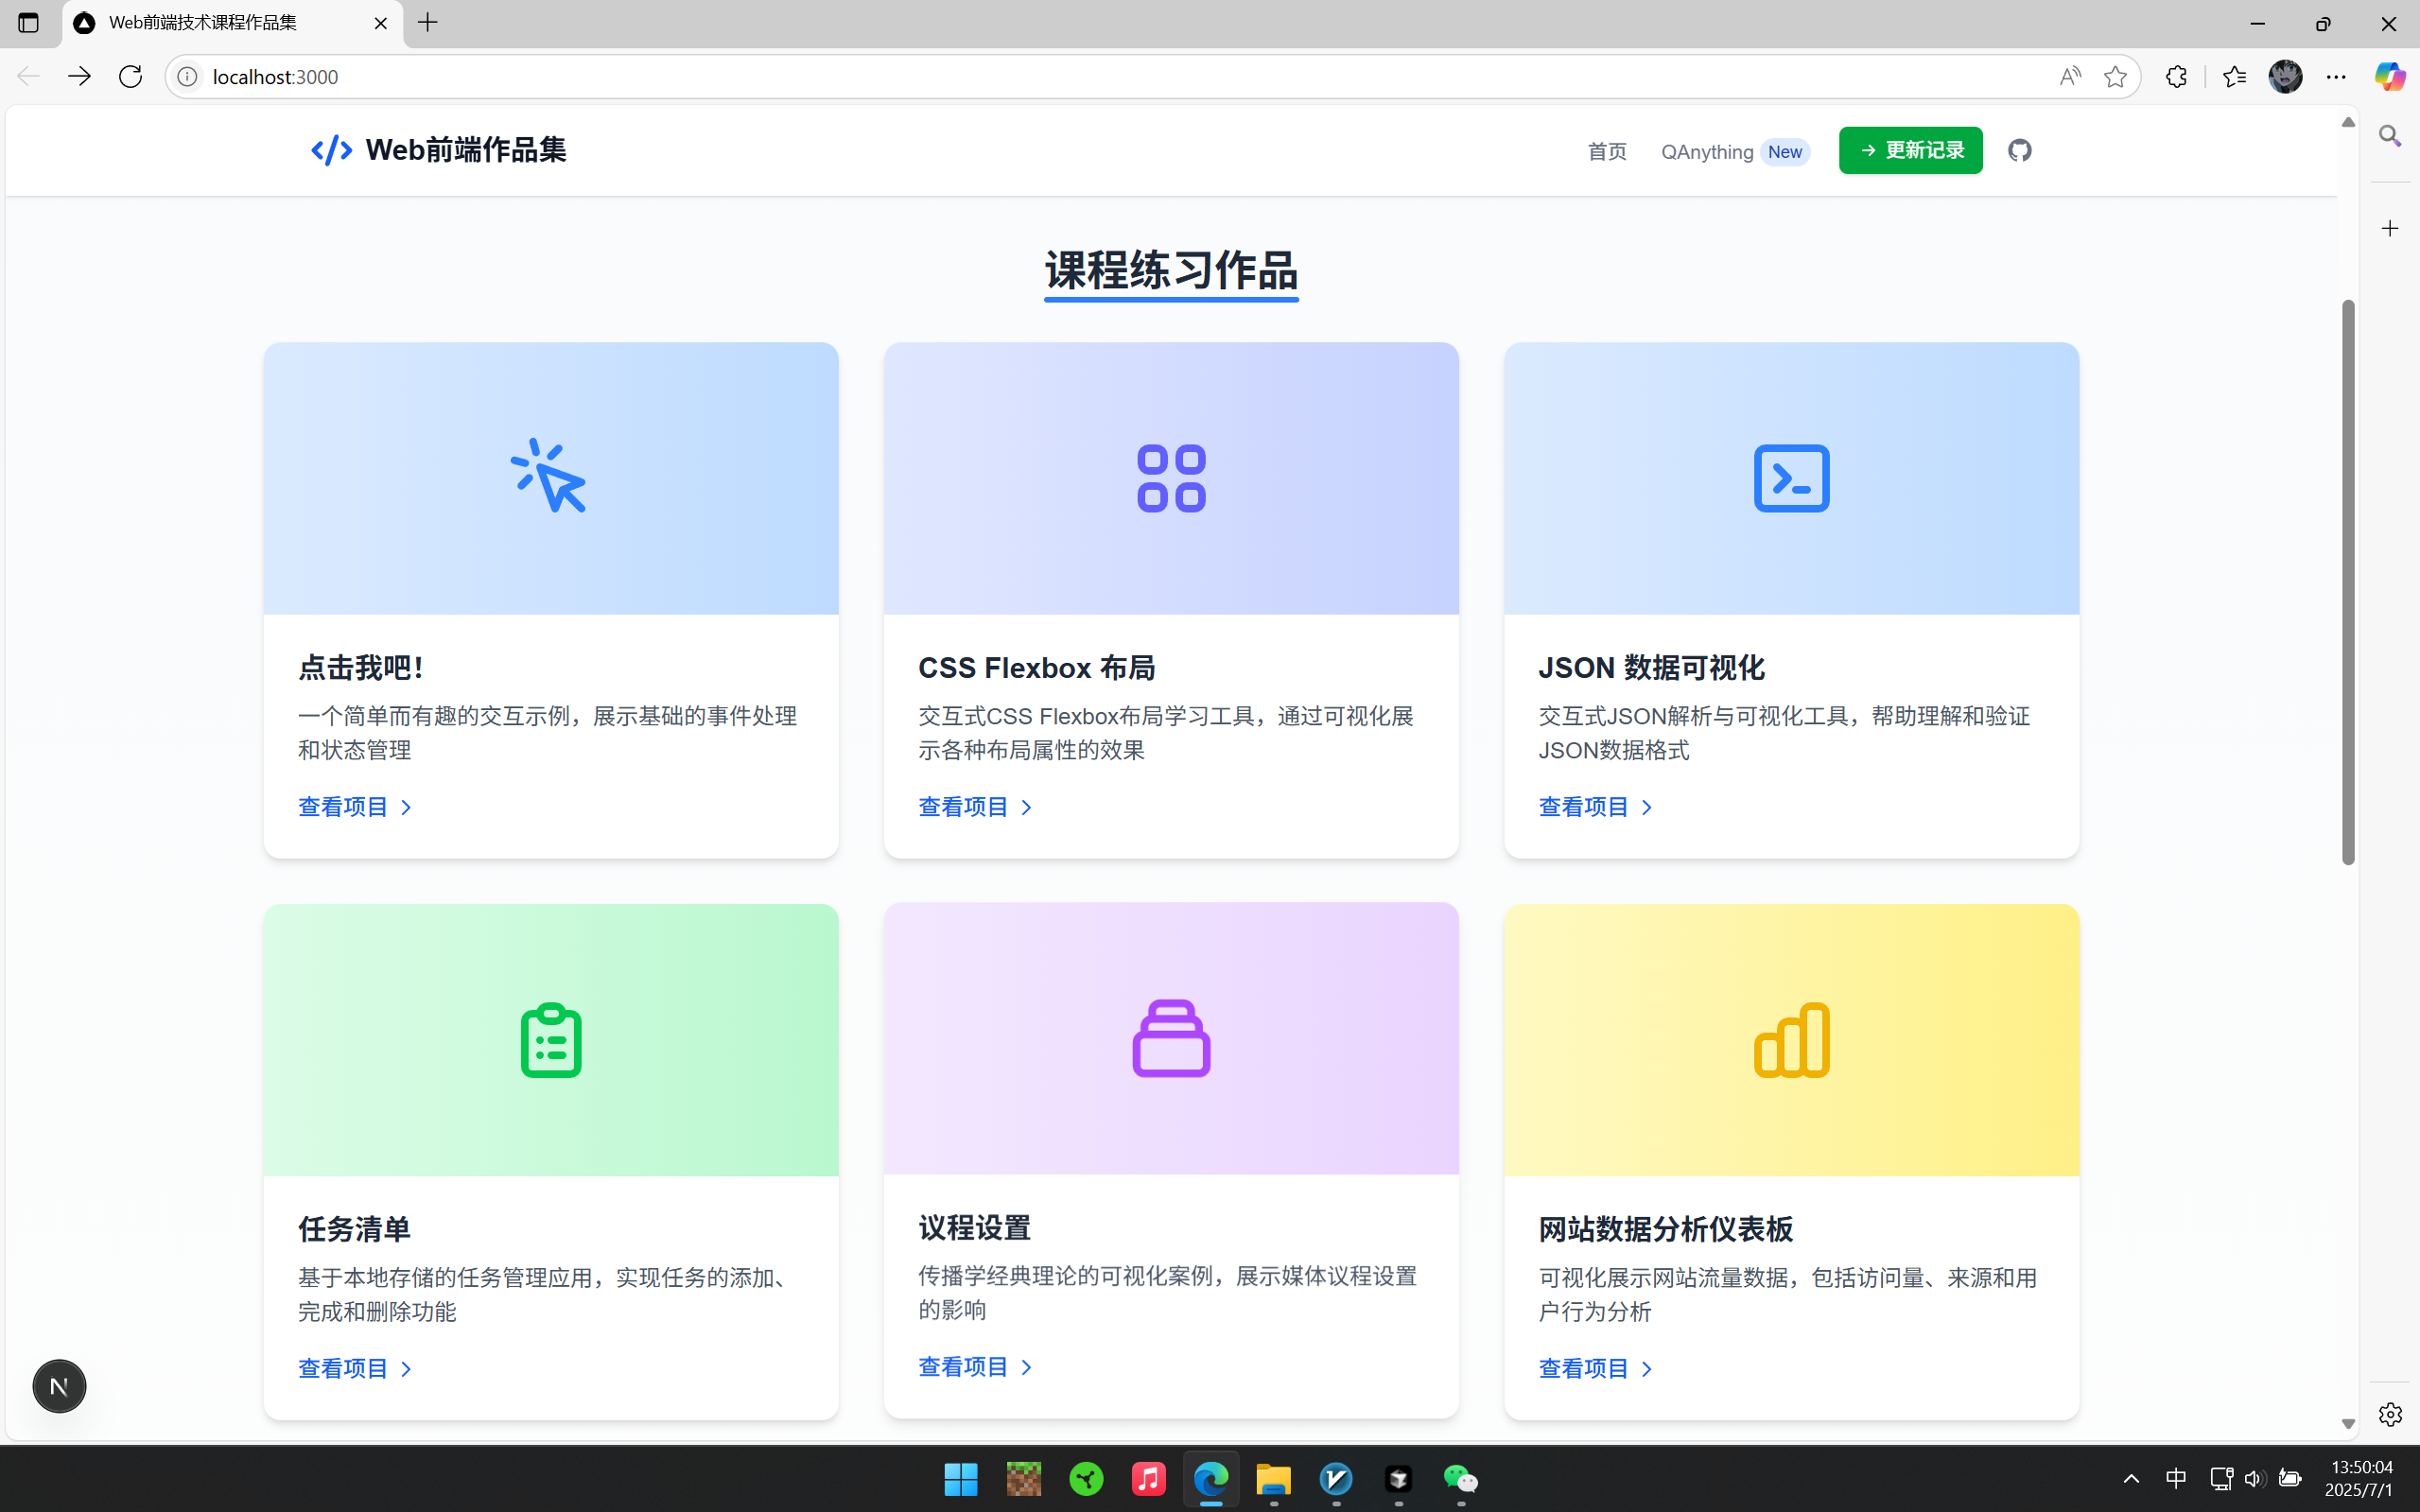 Web前端技术课程作品集
localhost:3000
Web前端作品集
首页
QAnything New
更新记录
课程练习作品
点击我吧！
一个简单而有趣的交互示例，展示基础的事件处理
和状态管理
查看项目
CSS Flexbox 布局
交互式CSS Flexbox布局学习工具，通过可视化展
示各种布局属性的效果
查看项目
JSON 数据可视化
交互式JSON解析与可视化工具，帮助理解和验证
JSON数据格式
查看项目
任务清单
基于本地存储的任务管理应用，实现任务的添加、
完成和删除功能
查看项目
议程设置
传播学经典理论的可视化案例，展示媒体议程设置
的影响
查看项目
网站数据分析仪表板
可视化展示网站流量数据，包括访问量、来源和用
户行为分析
查看项目
N
中
13:50:04
2025/7/1